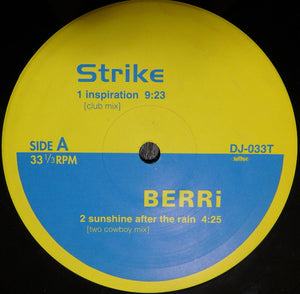 Strike
1 inspiration 9:23
[club mix]
SIDE A
33 1/3 RPM
DJ-033T
BERRi
2 sunshine after the rain 4:25
[two cowboy mix]